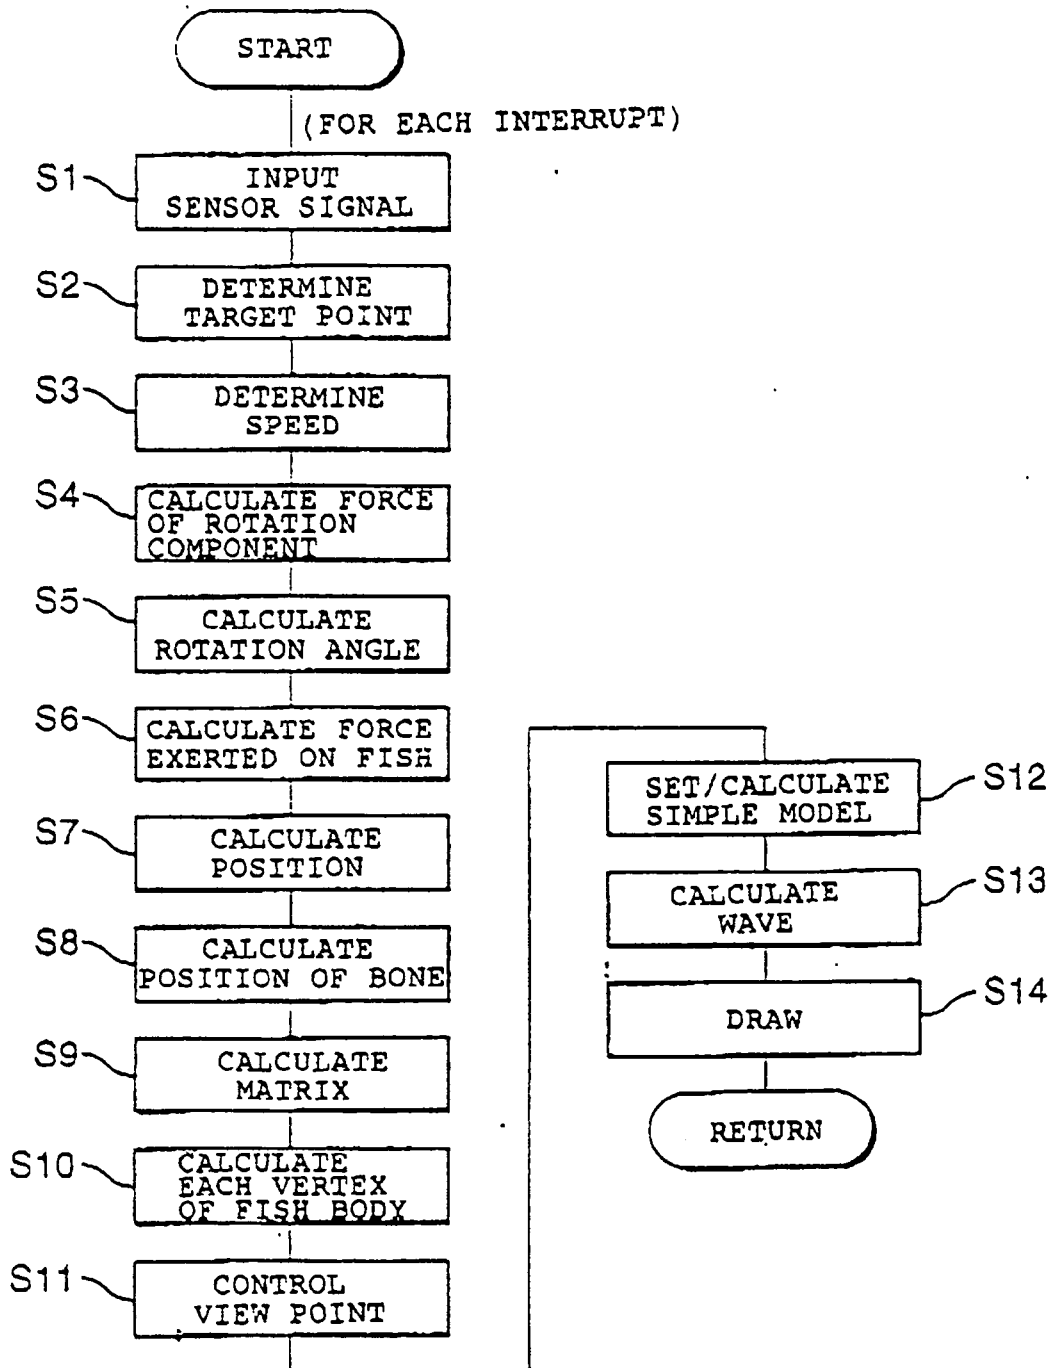 START
(FOR EACH INTERRUPT)
S1
INPUT
SENSOR SIGNAL
S2
DETERMINE
TARGET POINT
S3
DETERMINE
SPEED
S4
CALCULATE FORCE
OF ROTATION
COMPONENT
S5
CALCULATE
ROTATION ANGLE
S6
CALCULATE FORCE
EXERTED ON FISH
S7
CALCULATE
POSITION
S8
CALCULATE
POSITION OF BONE
S9
CALCULATE
MATRIX
S10
CALCULATE
EACH VERTEX
OF FISH BODY
S11
CONTROL
VIEW POINT
SET/CALCULATE
SIMPLE MODEL
S12
CALCULATE
WAVE
S13
DRAW
S14
RETURN